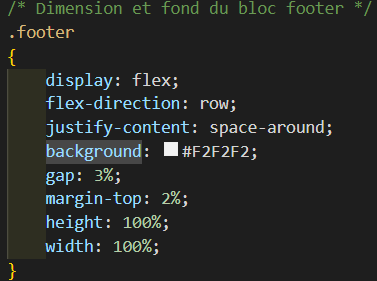 /* Dimension et fond du bloc footer */
.footer
{
display: flex;
flex-direction: row;
justify-content: space-around;
background: #F2F2F2;
gap: 3%;
margin-top: 2%;
height: 100%;
width: 100%;
}